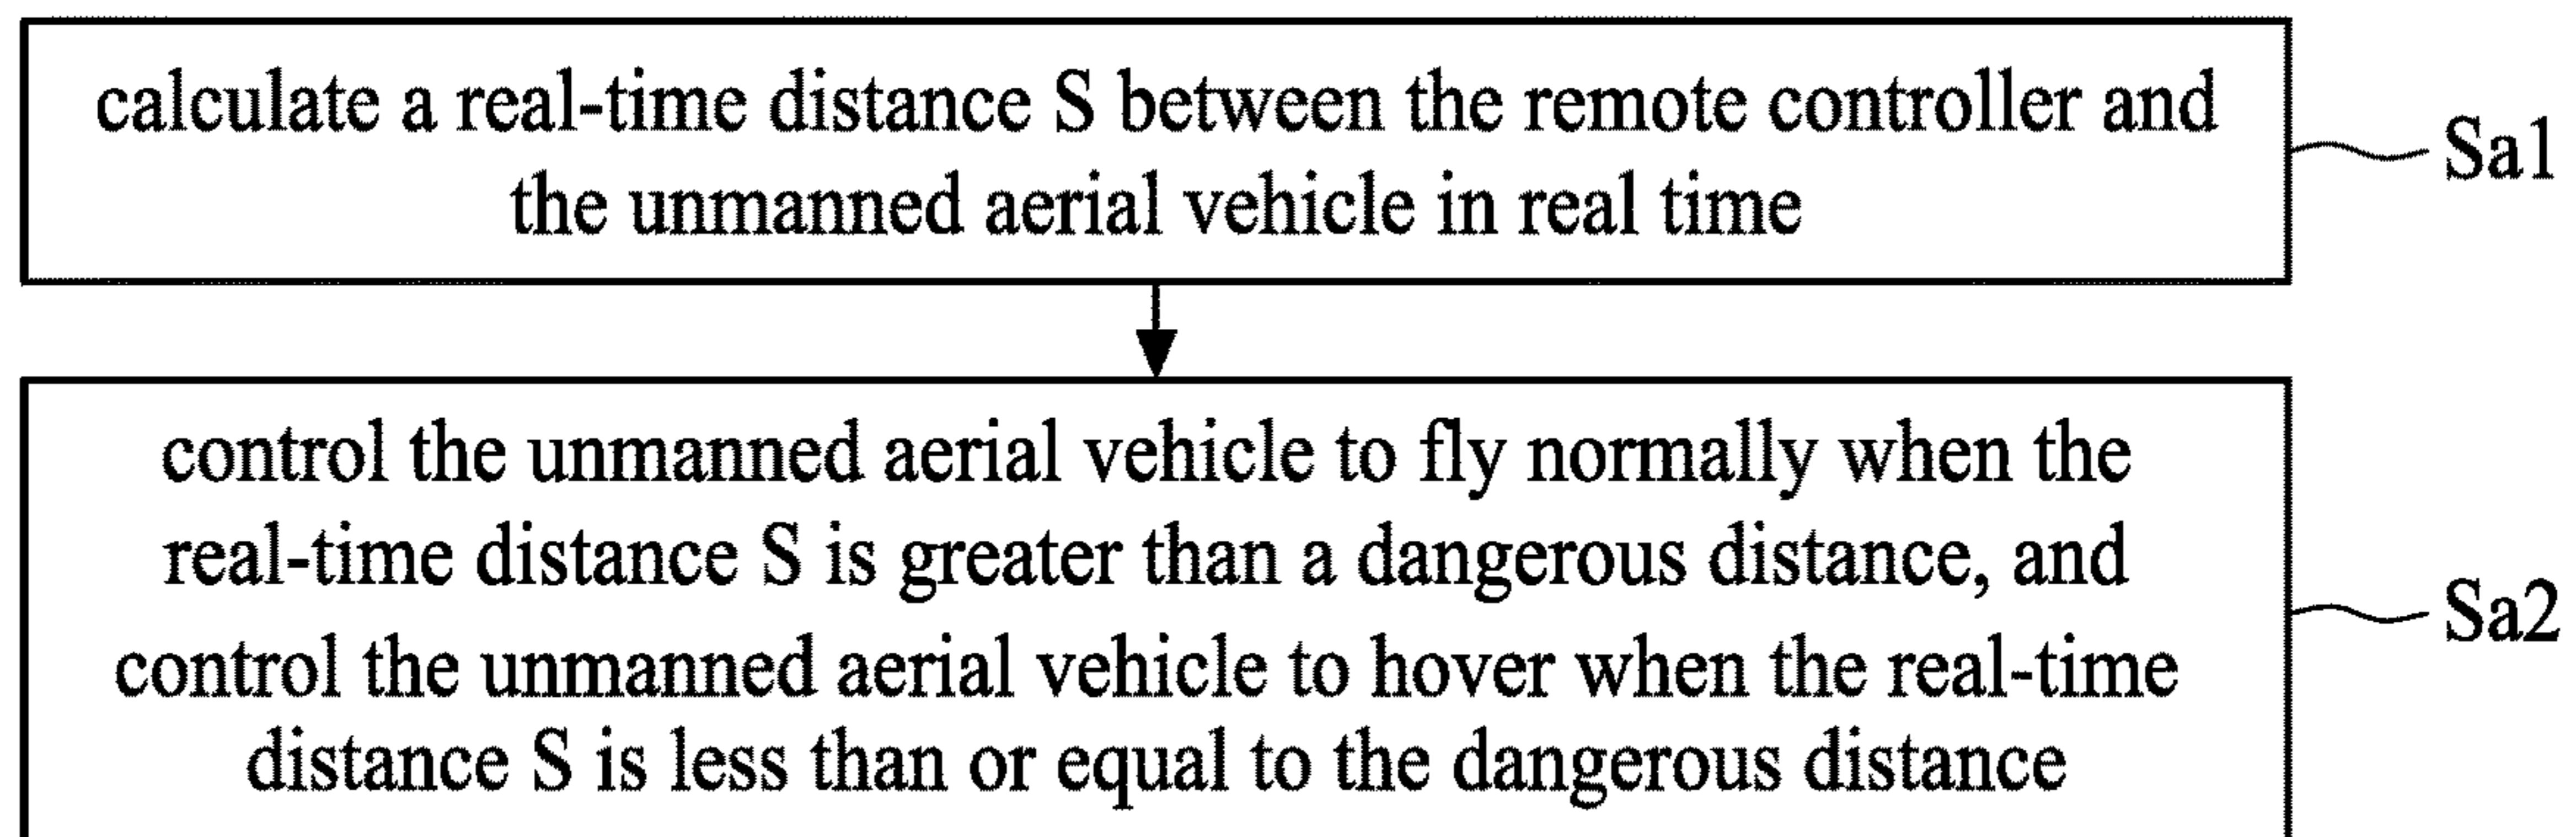 calculate a real-time distance S between the remote controller and
the unmanned aerial vehicle in real time
Sa1
control the unmanned aerial vehicle to fly normally when the
real-time distance S is greater than a dangerous distance, and
control the unmanned aerial vehicle to hover when the real-time
distance S is less than or equal to the dangerous distance
Sa2